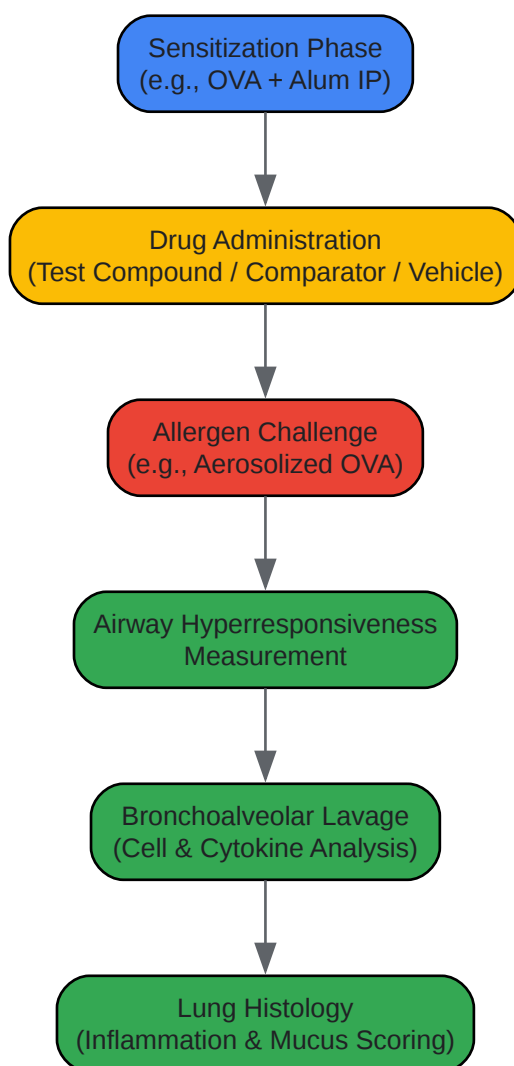 Sensitization Phase
(e.g., OVA + Alum IP)
Drug Administration
(Test Compound / Comparator / Vehicle)
Allergen Challenge
(e.g., Aerosolized OVA)
Airway Hyperresponsiveness
Measurement
Bronchoalveolar Lavage
(Cell & Cytokine Analysis)
Lung Histology
(Inflammation & Mucus Scoring)